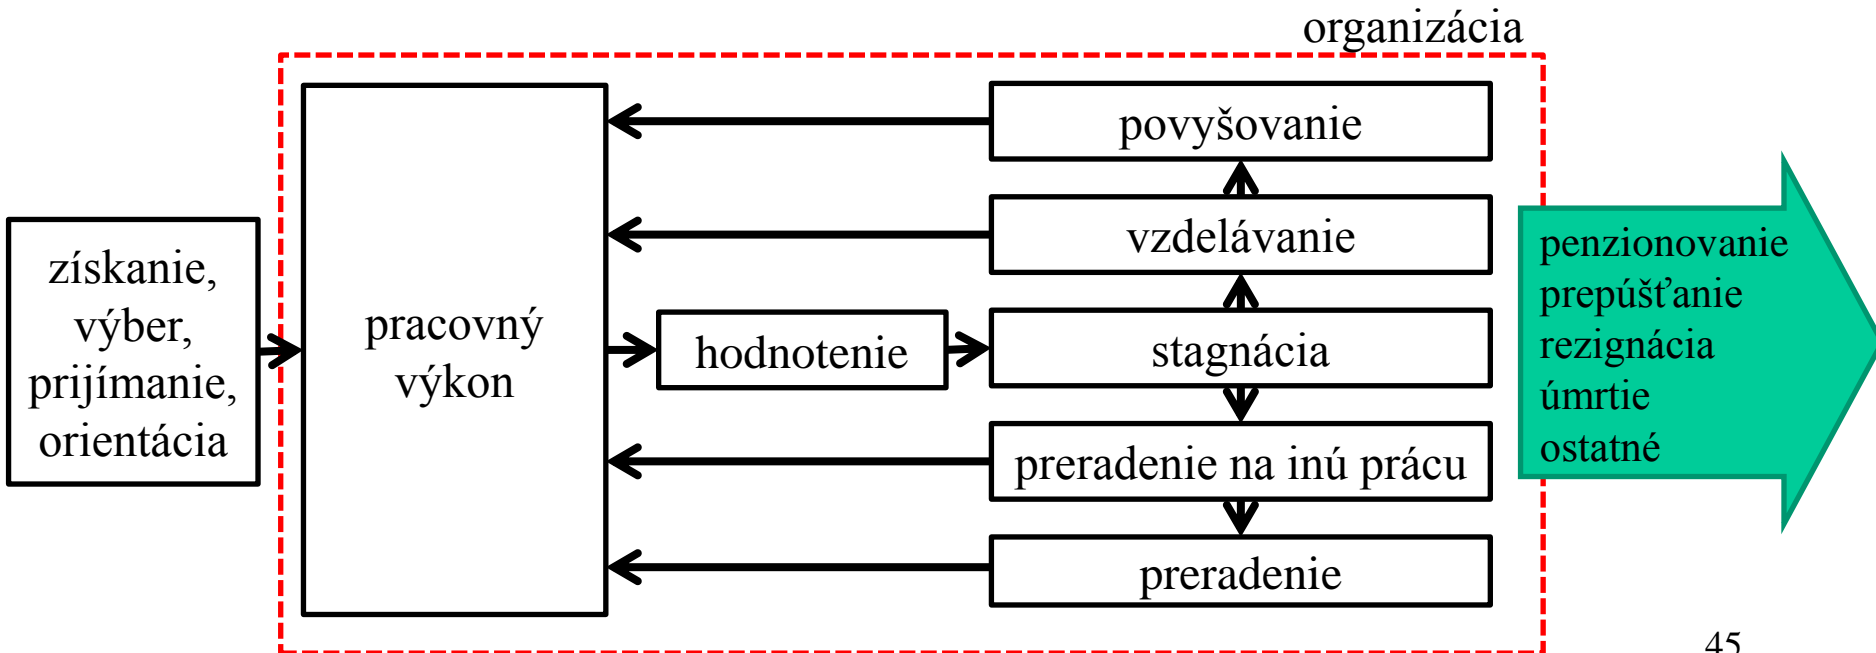 organizácia
získanie,
výber,
prijímanie,
orientácia
pracovný
výkon
hodnotenie
povyšovanie
vzdelávanie
stagnácia
preradenie na inú prácu
preradenie
penzionovanie
prepúšťanie
rezignácia
úmrtie
ostatné
45